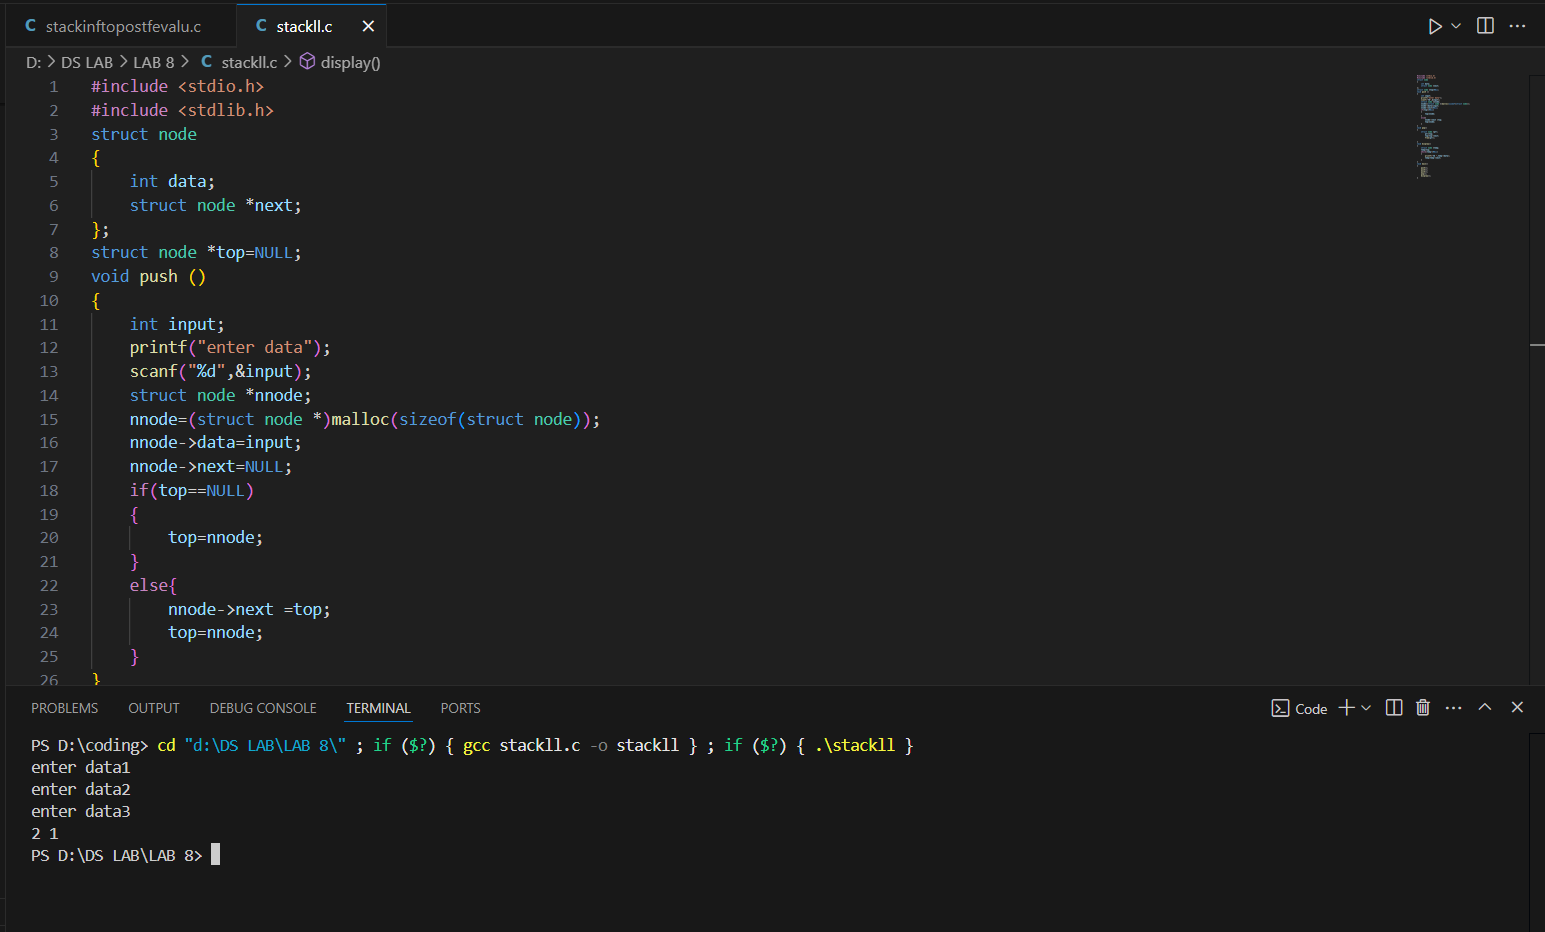 C stackinftopostfevalu.c C stackll.c
D: > DS LAB > LAB 8 > C stackll.c > display()
1 #include <stdio.h>
2 #include <stdlib.h>
3 struct node
4 {
5 int data;
6 struct node *next;
7 };
8 struct node *top=NULL;
9 void push ()
10 {
11 int input;
12 printf("enter data");
13 scanf("%d",&input);
14 struct node *nnode;
15 nnode=(struct node *)malloc(sizeof(struct node));
16 nnode->data=input;
17 nnode->next=NULL;
18 if(top==NULL)
19 {
20 top=nnode;
21 }
22 else{
23 nnode->next =top;
24 top=nnode;
25 }
26 }
PROBLEMS OUTPUT DEBUG CONSOLE TERMINAL PORTS Code
PS D:\coding> cd "d:\DS LAB\LAB 8\" ; if ($?) { gcc stackll.c -o stackll } ; if ($?) { .\stackll }
enter data1
enter data2
enter data3
2 1
PS D:\DS LAB\LAB 8>